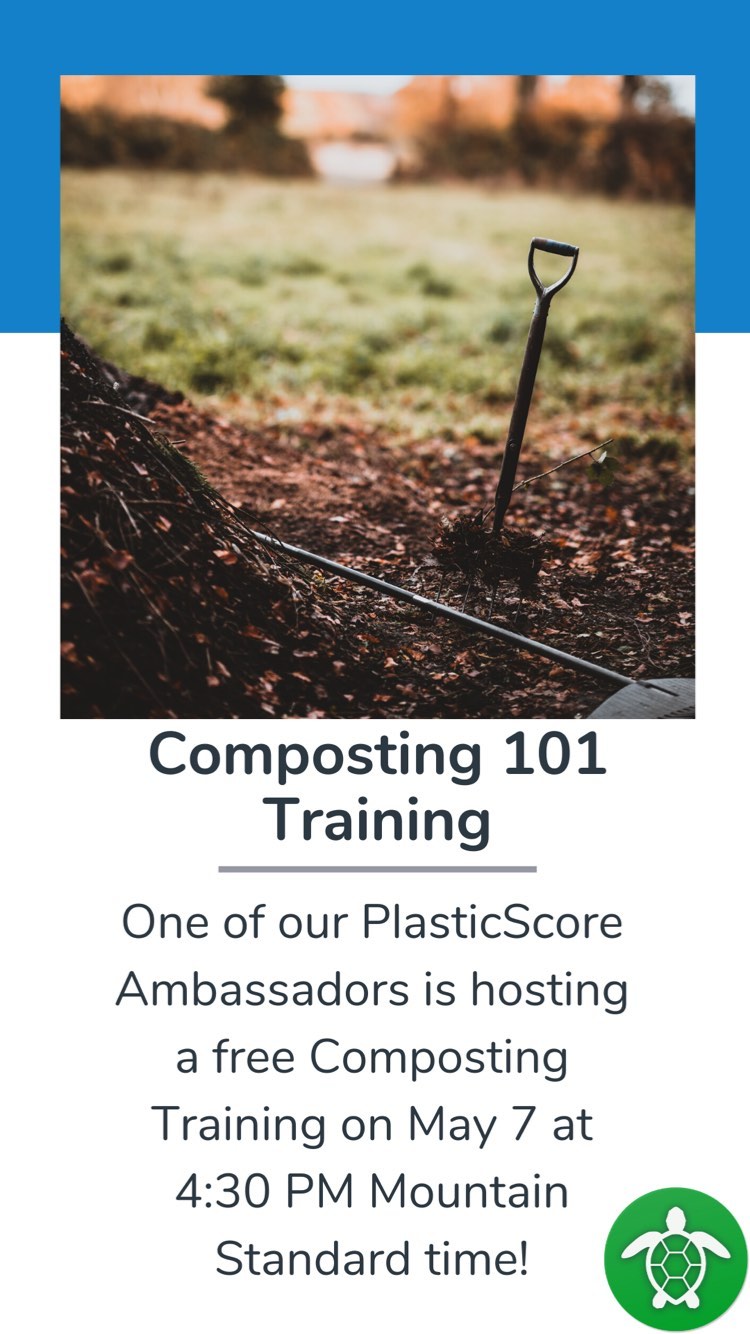 Composting 101
Training
One of our PlasticScore
Ambassadors is hosting
a free Composting
Training on May 7 at
4:30 PM Mountain
Standard time!